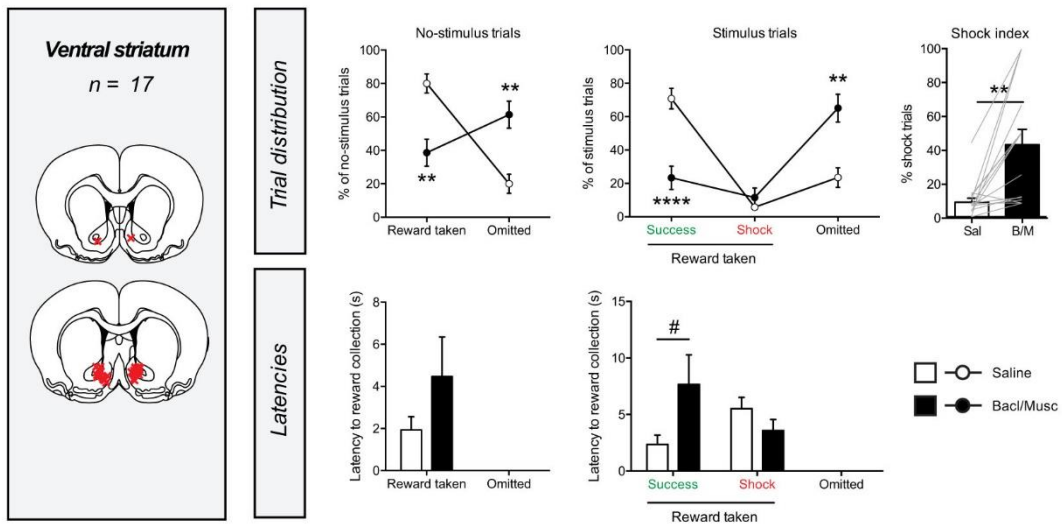 Ventral striatum
n = 17
Trial distribution
No-stimulus trials
% of no-stimulus trials
100
80
60
40
20
0
**
**
Reward taken Omitted
Stimulus trials
% of stimulus trials
100
80
60
40
20
0
****
**
Success Shock Omitted
Reward taken
Shock index
% shock trials
100
80
60
40
20
0
**
Sal B/M
Latencies
Latency to reward collection (s)
8
6
4
2
0
Reward taken Omitted
Latency to reward collection (s)
15
10
5
0
#
Success Shock Omitted
Reward taken
Saline
Bacl/Musc